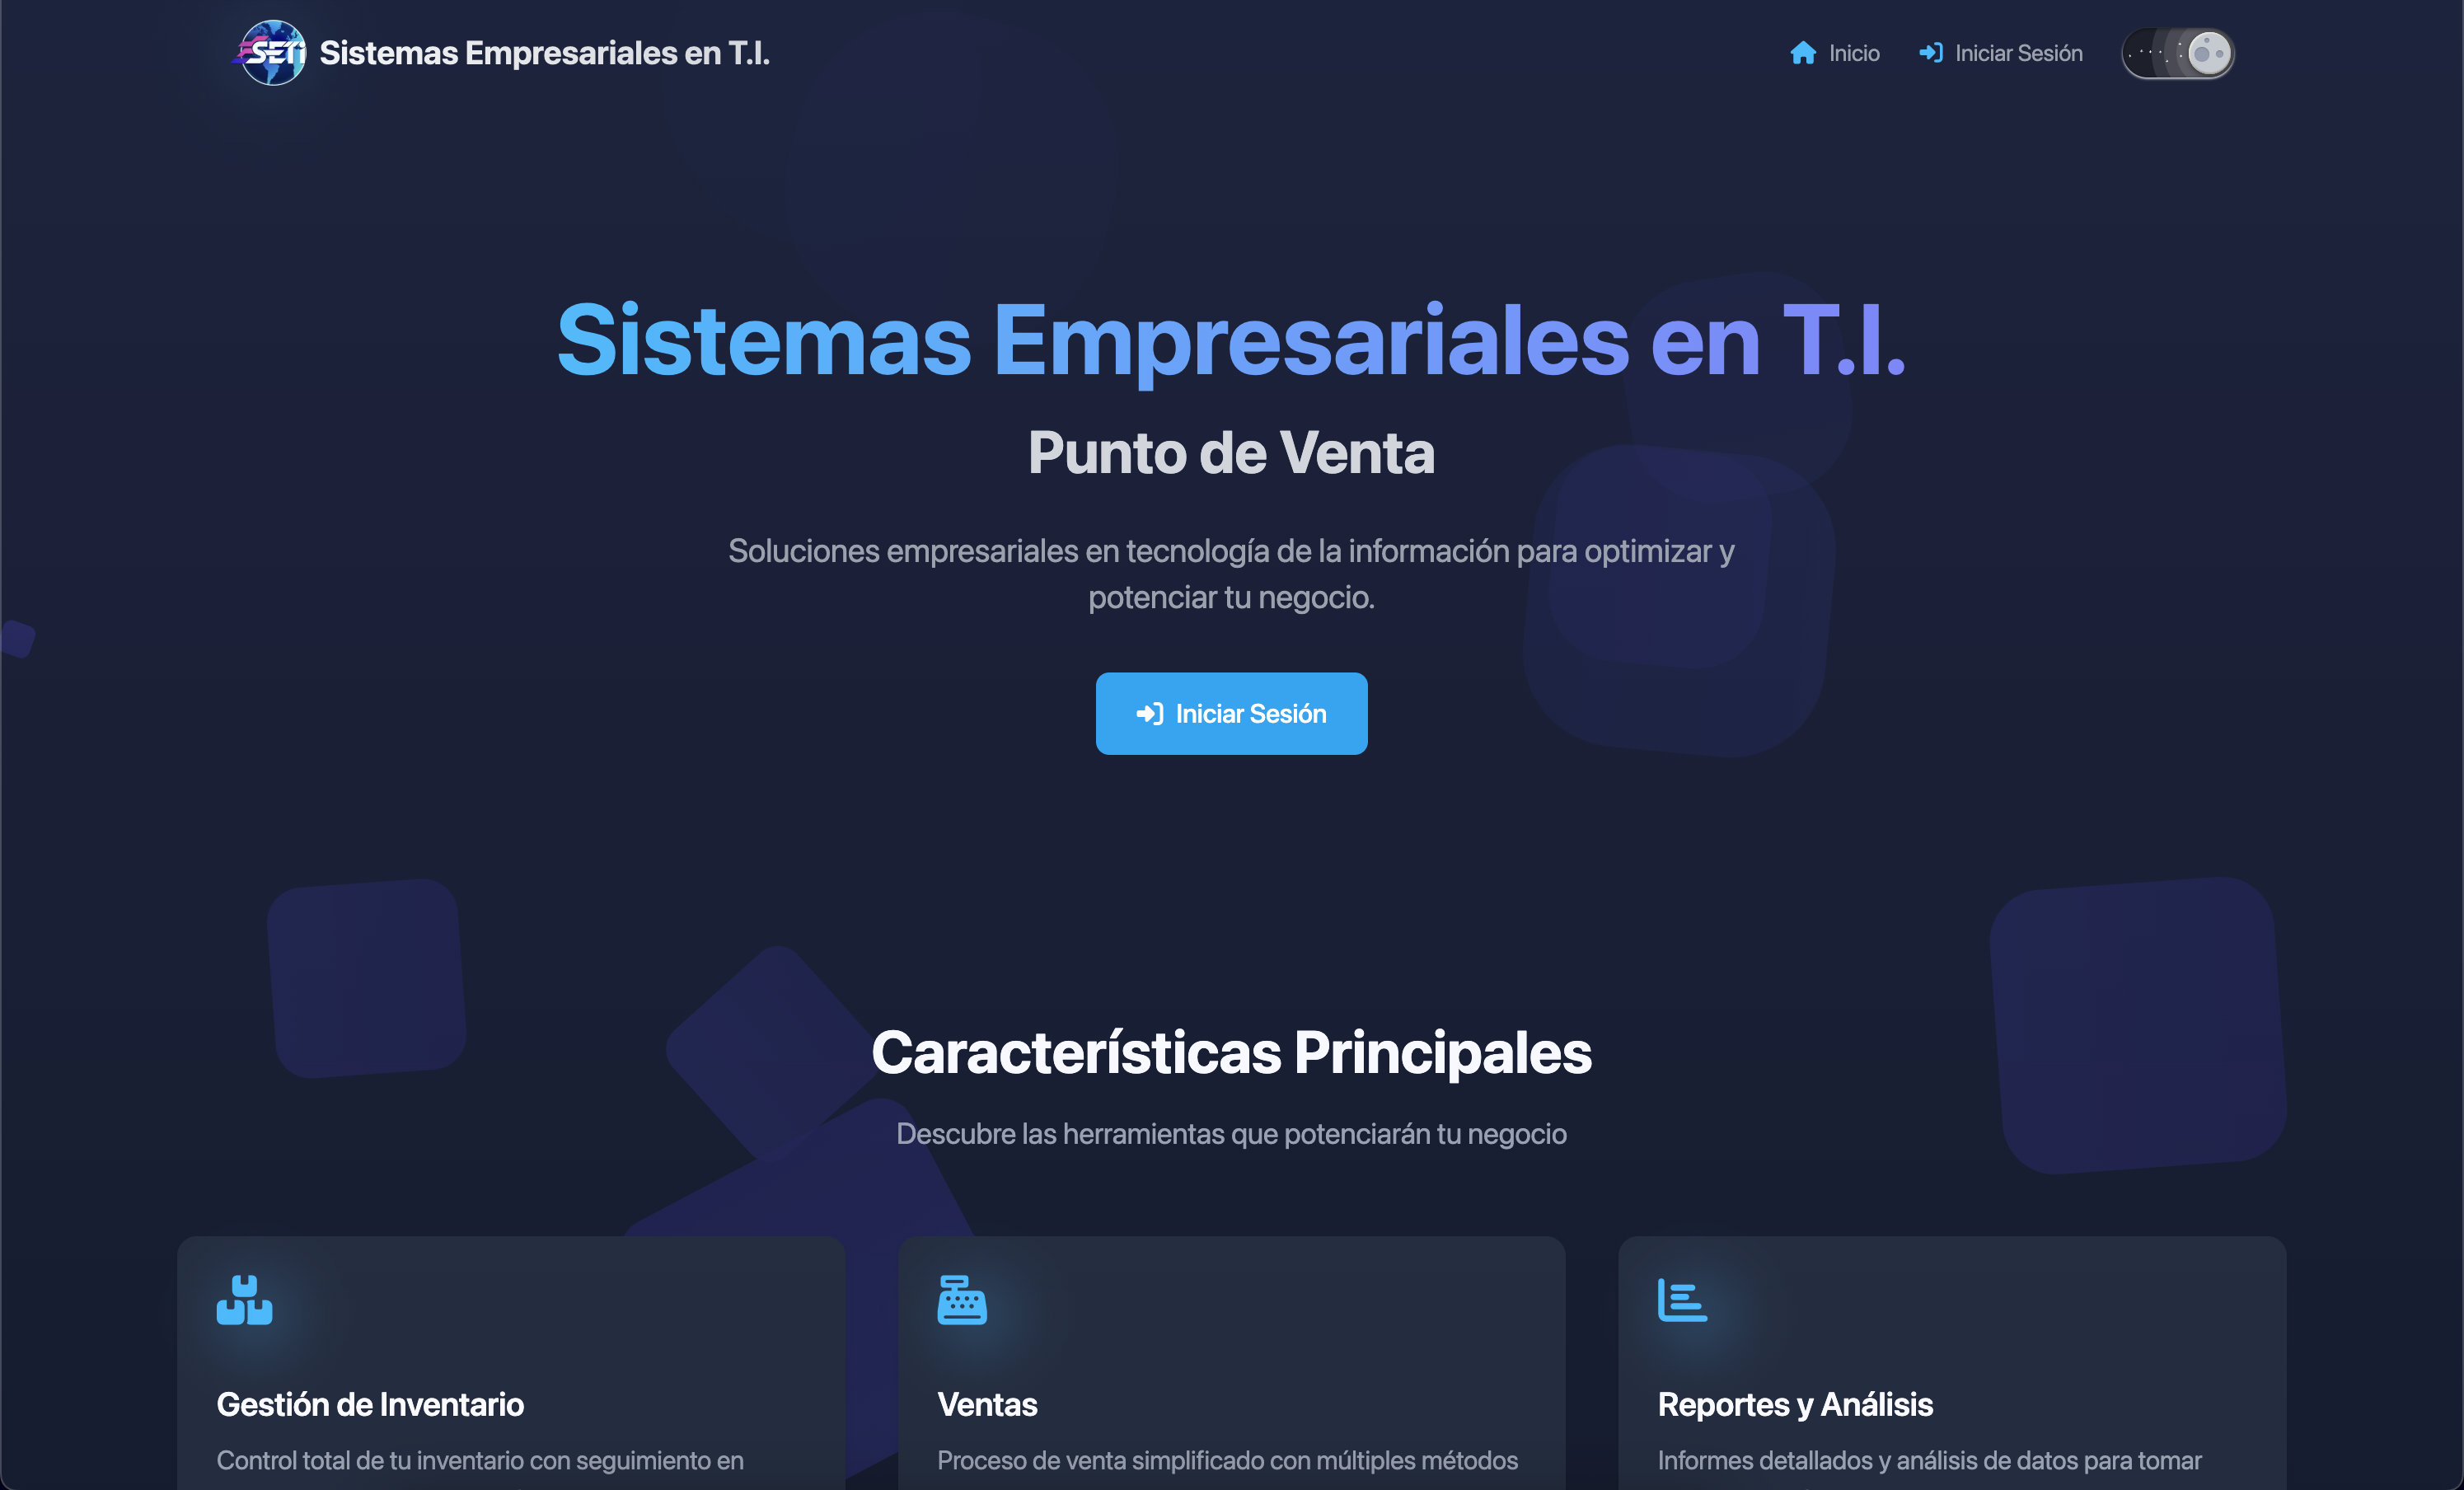 SETi Sistemas Empresariales en T.I.
Inicio
Iniciar Sesión
Sistemas Empresariales en T.I.
Punto de Venta
Soluciones empresariales en tecnología de la información para optimizar y
potenciar tu negocio.
Iniciar Sesión
Características Principales
Descubre las herramientas que potenciarán tu negocio
Gestión de Inventario
Control total de tu inventario con seguimiento en
Ventas
Proceso de venta simplificado con múltiples métodos
Reportes y Análisis
Informes detallados y análisis de datos para tomar